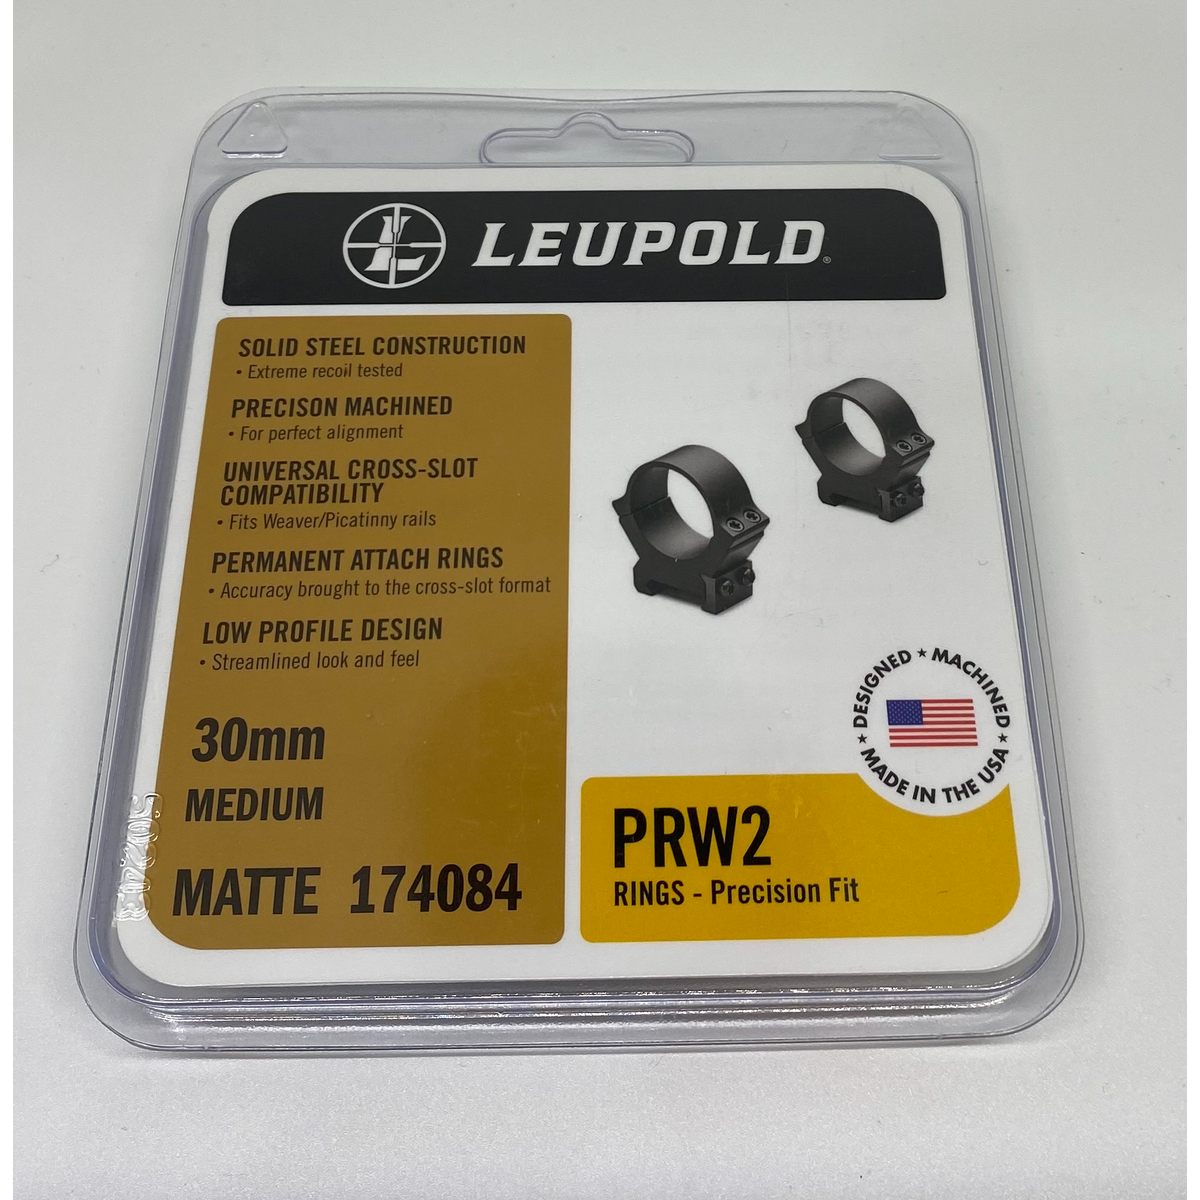 LEUPOLD®
SOLID STEEL CONSTRUCTION
• Extreme recoil tested
PRECISON MACHINED
• For perfect alignment
UNIVERSAL CROSS-SLOT
COMPATIBILITY
• Fits Weaver/Picatinny rails
PERMANENT ATTACH RINGS
• Accuracy brought to the cross-slot format
LOW PROFILE DESIGN
• Streamlined look and feel
30mm
MEDIUM
MATTE 174084
★ DESIGNED ★ MACHINED ★
MADE IN THE USA
PRW2
RINGS - Precision Fit